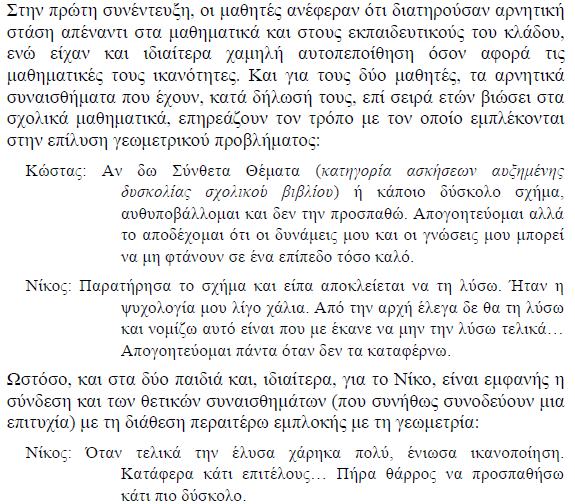 Στην πρώτη συνέντευξη, οι μαθητές ανέφεραν ότι διατηρούσαν αρνητική
στάση απέναντι στα μαθηματικά και στους εκπαιδευτικούς του κλάδου,
ενώ είχαν και ιδιαίτερα χαμηλή αυτοπεποίθηση όσον αφορά τις
μαθηματικές τους ικανότητες. Και για τους δύο μαθητές, τα αρνητικά
συναισθήματα που έχουν, κατά δήλωσή τους, επί σειρά ετών βιώσει στα
σχολικά μαθηματικά, επηρεάζουν τον τρόπο με τον οποίο εμπλέκονται
στην επίλυση γεωμετρικού προβλήματος:
Κώστας: Αν δω Σύνθετα Θέματα (κατηγορία ασκήσεων αυξημένης
δυσκολίας σχολικού βιβλίου) ή κάποιο δύσκολο σχήμα,
αυθυποβάλλομαι και δεν την προσπαθώ. Απογοητεύομαι αλλά
το αποδέχομαι ότι οι δυνάμεις μου και οι γνώσεις μου μπορεί
να μη φτάνουν σε ένα επίπεδο τόσο καλό.
Νίκος: Παρατήρησα το σχήμα και είπα αποκλείεται να τη λύσω. Ήταν η
ψυχολογία μου λίγο χάλια. Από την αρχή έλεγα δε θα τη λύσω
και νομίζω αυτό είναι που με έκανε να μην την λύσω τελικά…
Απογοητεύομαι πάντα όταν δεν τα καταφέρνω.
Ωστόσο, και στα δύο παιδιά και, ιδιαίτερα, για το Νίκο, είναι εμφανής η
σύνδεση και των θετικών συναισθημάτων (που συνήθως συνοδεύουν μια
επιτυχία) με τη διάθεση περαιτέρω εμπλοκής με τη γεωμετρία:
Νίκος: Όταν τελικά την έλυσα χάρηκα πολύ, ένιωσα ικανοποίηση.
Κατάφερα κάτι επιτέλους… Πήρα θάρρος να προσπαθήσω
κάτι πιο δύσκολο.